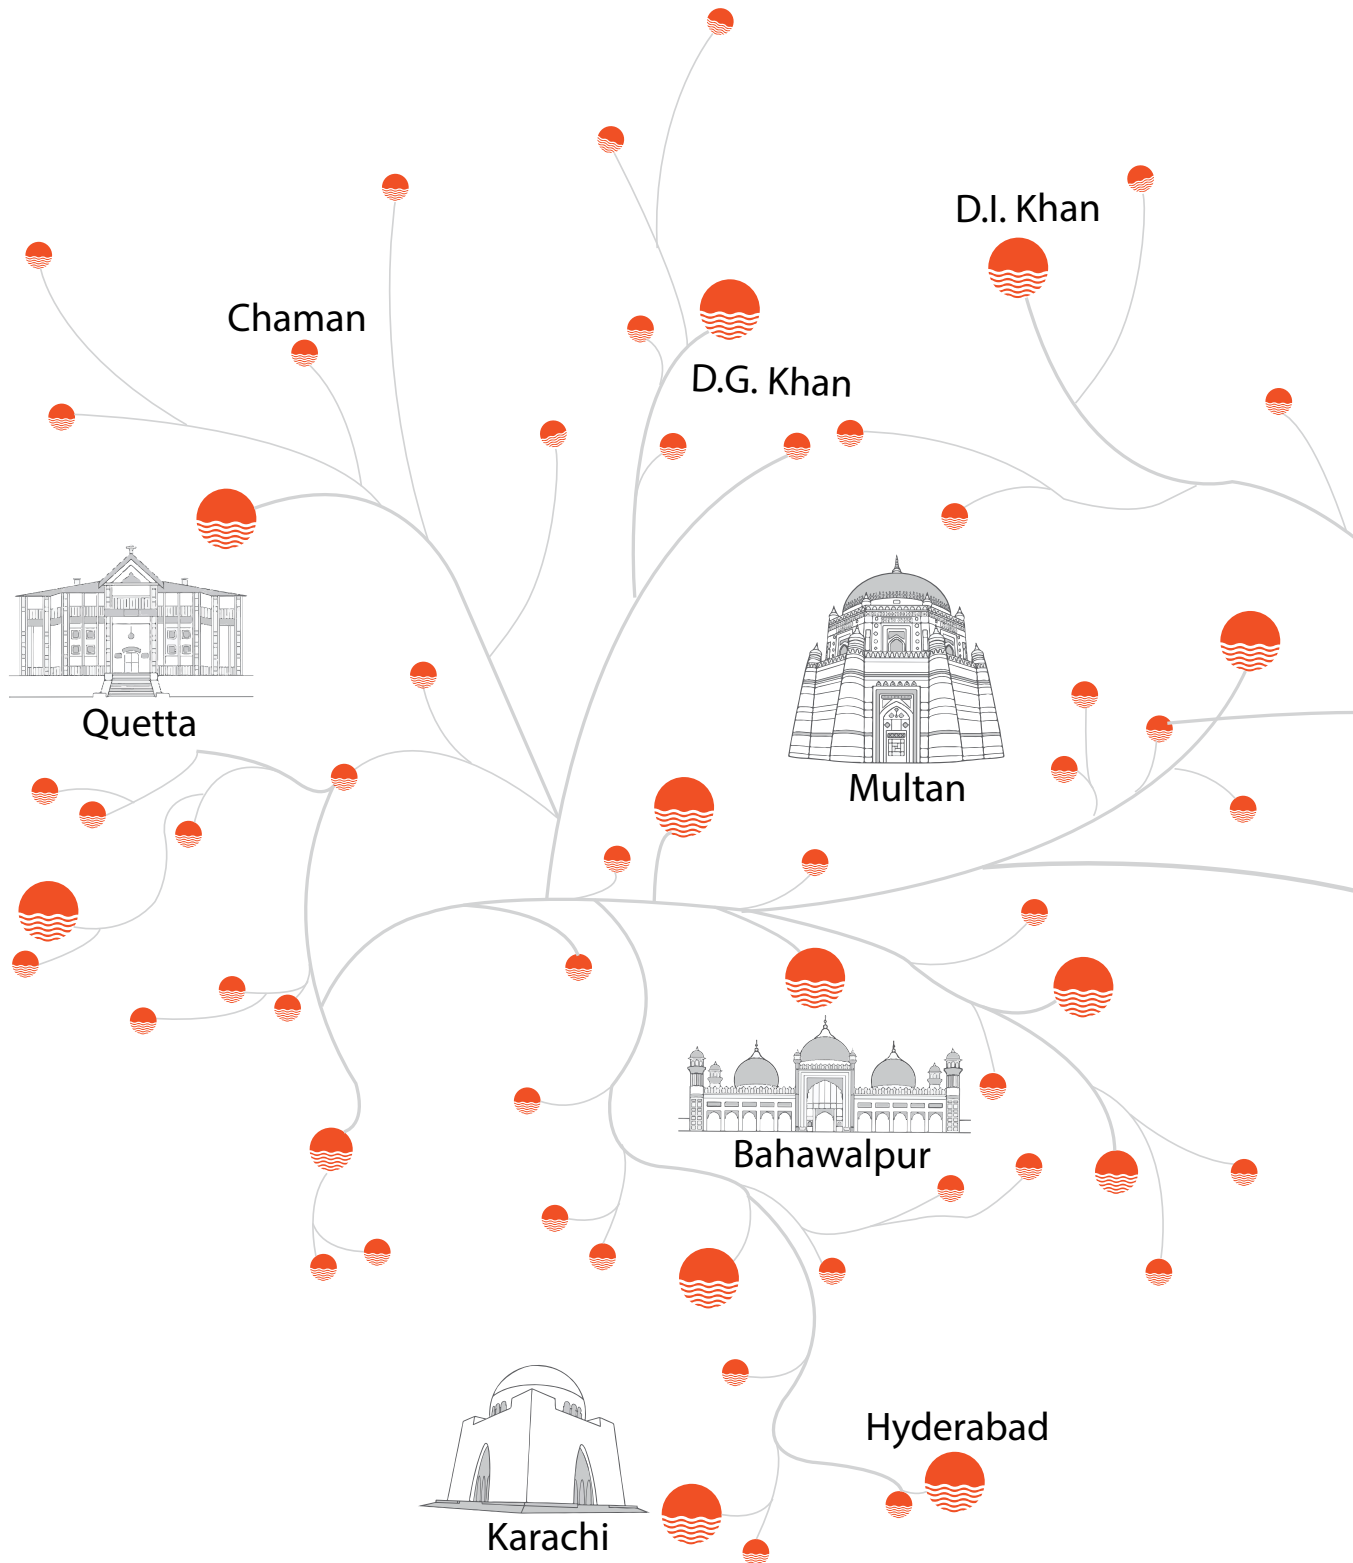 D.I. Khan
Chaman
D.G. Khan
Quetta
Multan
Bahawalpur
Hyderabad
Karachi